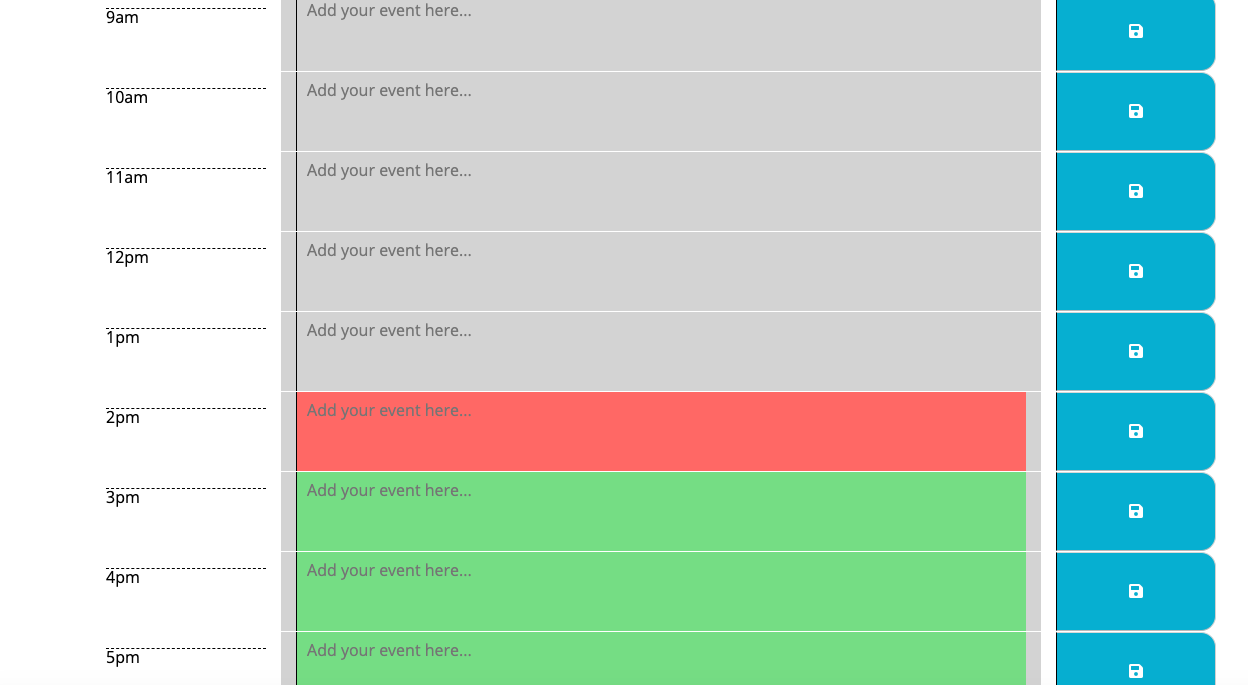 9am Add your event here...
10am Add your event here...
11am Add your event here...
12pm Add your event here...
1pm Add your event here...
2pm Add your event here...
3pm Add your event here...
4pm Add your event here...
5pm Add your event here...